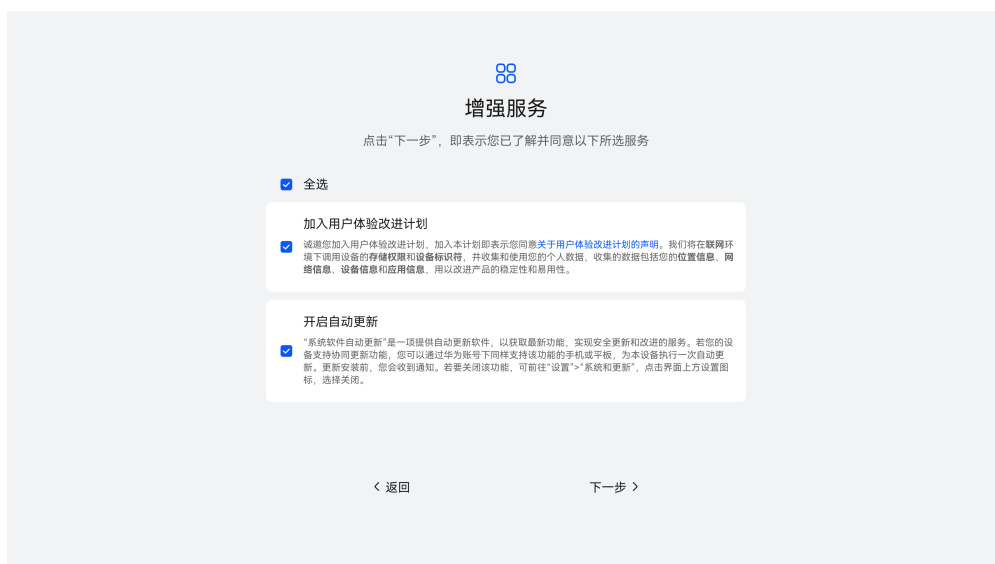 增强服务
点击“下一步”，即表示您已了解并同意以下所选服务
全选
加入用户体验改进计划
诚邀您加入用户体验改进计划，加入本计划即表示您同意关于用户体验改进计划的声明。我们将在联网环
境下调用设备的存储权限和设备标识符，并收集和使用您的个人数据，收集的数据包括您的位置信息、网
络信息、设备信息和应用信息，用以改进产品的稳定性和易用性。
开启自动更新
“系统软件自动更新”是一项提供自动更新软件，以获取最新功能，实现安全更新和改进的服务。若您的设
备支持协同更新功能，您可以通过华为账号下同样支持该功能的手机或平板，为本设备执行一次自动更
新。更新安装前，您会收到通知。若要关闭该功能，可前往“设置”>“系统和更新”，点击界面上方设置图
标，选择关闭。
返回
下一步